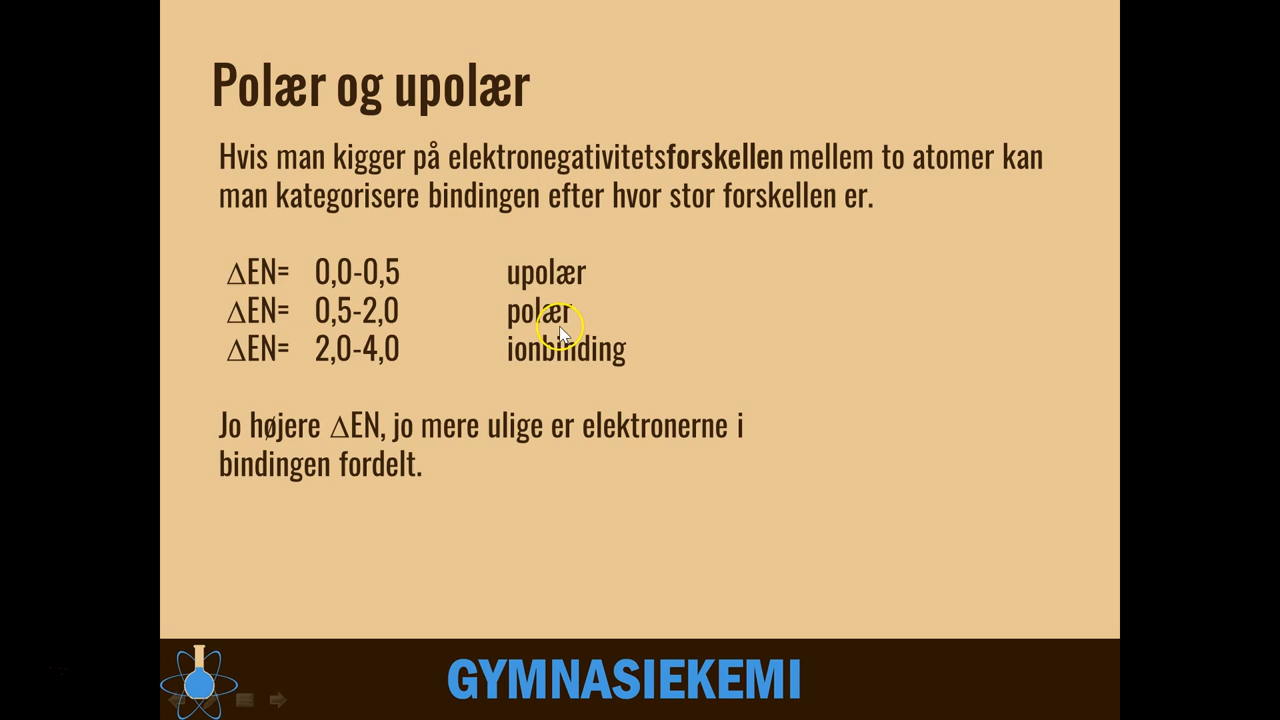 Polær og upolær
Hvis man kigger på elektronegativitetsforskellen mellem to atomer kan
man kategorisere bindingen efter hvor stor forskellen er.
∆EN= 0,0-0,5 upolær
∆EN= 0,5-2,0 polær
∆EN= 2,0-4,0 ionbinding
Jo højere ∆EN, jo mere ulige er elektronerne i
bindingen fordelt.
GYMNASIEKEMI